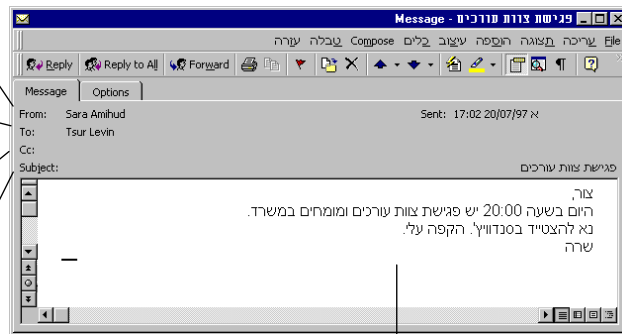 פגישת צוות עורכים - Message
File עריכה תצוגה הוספה עיצוב כלים Compose טבלה עזרה
Reply Reply to All Forward
Message Options
From: Sara Amihud Sent: א 20/07/97 17:02
To: Tsur Levin
Cc:
Subject: פגישת צוות עורכים
צור,
היום בשעה 20:00 יש פגישת צוות עורכים ומומחים במשרד.
נא להצטייד בסנדוויץ'. הקפה עלי.
שרה